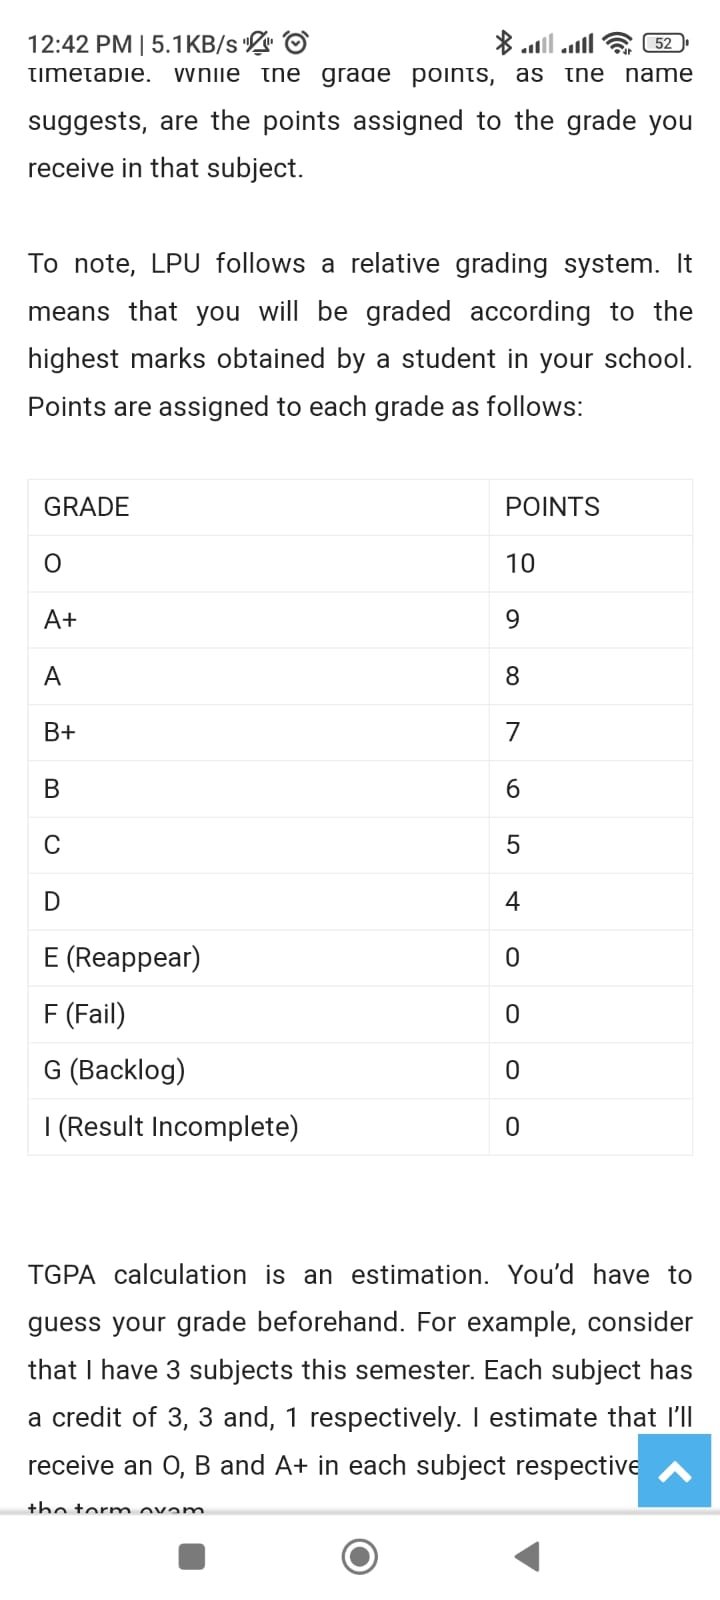 12:42 PM | 5.1KB/s
52
timetable. While the grade points, as the name
suggests, are the points assigned to the grade you
receive in that subject.
To note, LPU follows a relative grading system. It
means that you will be graded according to the
highest marks obtained by a student in your school.
Points are assigned to each grade as follows:
GRADE POINTS
O 10
A+ 9
A 8
B+ 7
B 6
C 5
D 4
E (Reappear) 0
F (Fail) 0
G (Backlog) 0
I (Result Incomplete) 0
TGPA calculation is an estimation. You'd have to
guess your grade beforehand. For example, consider
that I have 3 subjects this semester. Each subject has
a credit of 3, 3 and, 1 respectively. I estimate that I'll
receive an O, B and A+ in each subject respective
the term exam